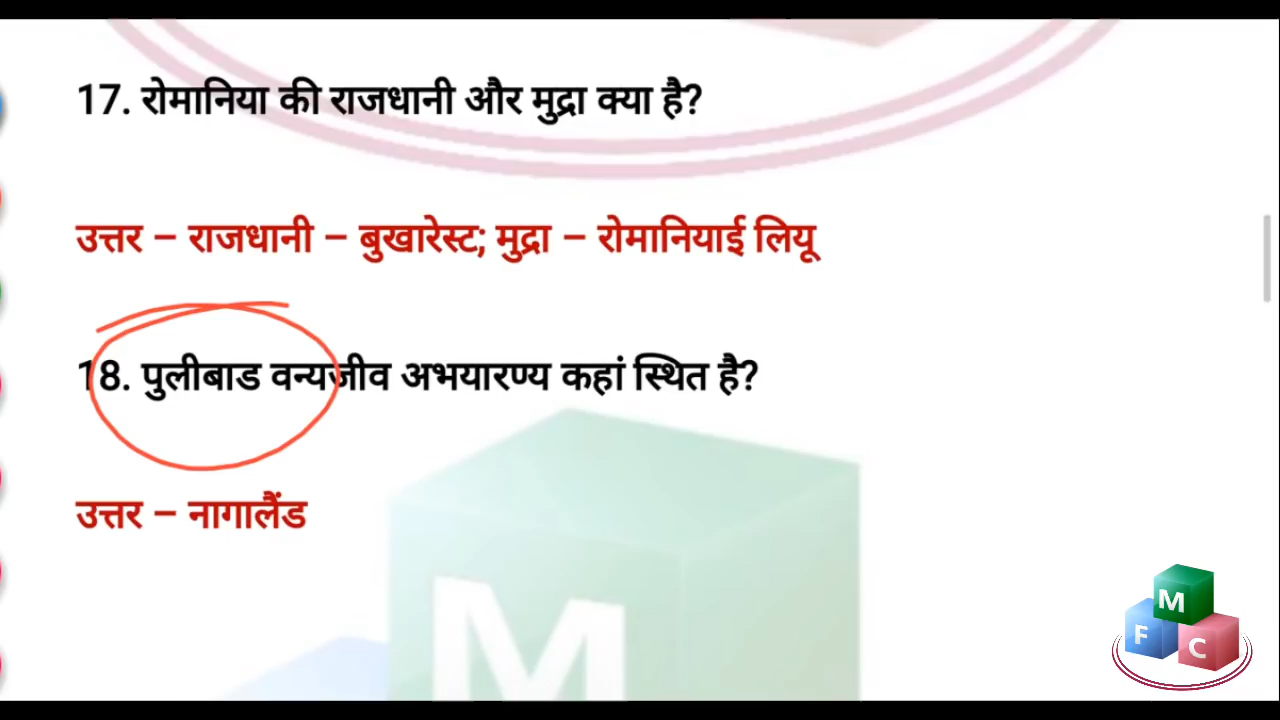 17. रोमानिया की राजधानी और मुद्रा क्या है?
उत्तर – राजधानी – बुखारेस्ट; मुद्रा – रोमानियाई लियू
18. पुलीबाड वन्यजीव अभयारण्य कहां स्थित है?
उत्तर – नागालैंड
M
M
F
C